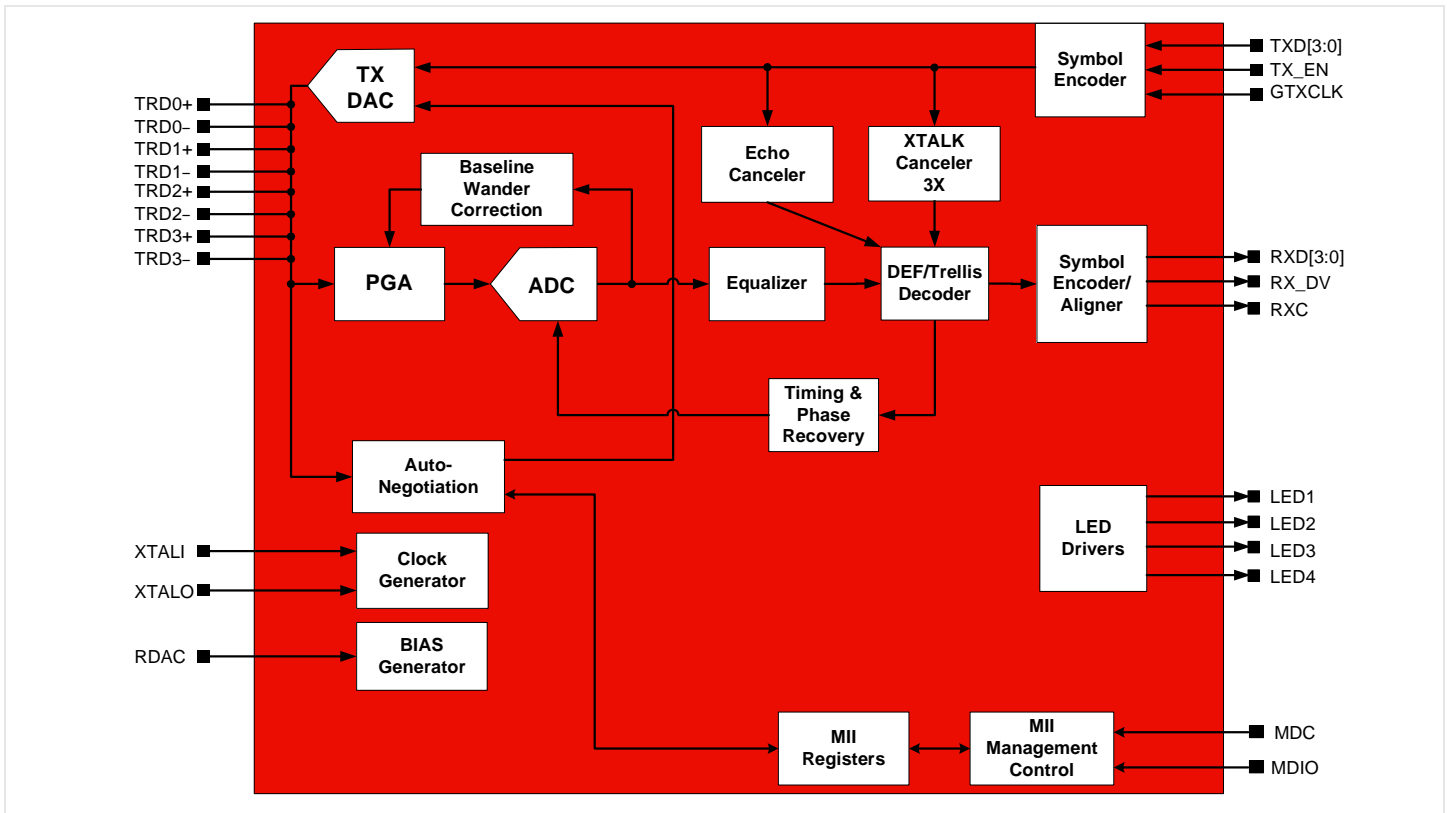 TX
DAC
Symbol
Encoder
TXD[3:0]
TX_EN
GTXCLK
TRD0+
TRD0–
TRD1+
TRD1–
TRD2+
TRD2–
TRD3+
TRD3–
Baseline
Wander
Correction
Echo
Canceler
XTALK
Canceler
3X
PGA
ADC
Equalizer
DEF/Trellis
Decoder
Symbol
Encoder/
Aligner
RXD[3:0]
RX_DV
RXC
Timing &
Phase
Recovery
Auto-
Negotiation
LED
Drivers
LED1
LED2
LED3
LED4
XTALI
XTALO
Clock
Generator
RDAC
BIAS
Generator
MII
Registers
MII
Management
Control
MDC
MDIO